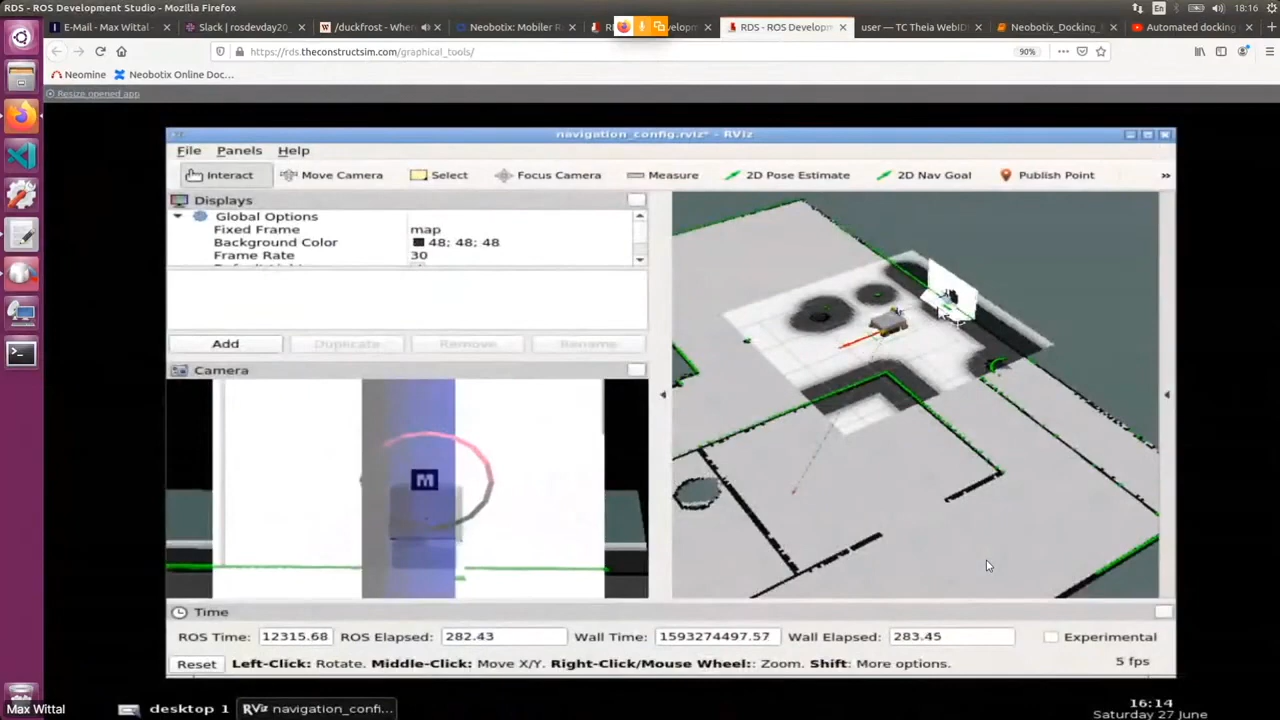 RDS - ROS Development Studio - Mozilla Firefox
En
18:16
E-Mail - Max Wittal -
Slack | rosdevday20
/duckfrost - Wher
Neobotix: Mobiler R
RDS - ROS Developm
user — TC Theia WebID
Neobotix_Docking_
Automated docking
https://rds.theconstructsim.com/graphical_tools/
90%
Neomine
Neobotix Online Doc...
Resize opened app
navigation_config.rviz* - RViz
File Panels Help
Interact Move Camera Select Focus Camera Measure 2D Pose Estimate 2D Nav Goal Publish Point »
Displays
Global Options
Fixed Frame map
Background Color 48; 48; 48
Frame Rate 30
Add Duplicate Remove Rename
Camera
m
Time
ROS Time: 12315.68 ROS Elapsed: 282.43 Wall Time: 1593274497.57 Wall Elapsed: 283.45 Experimental
Reset Left-Click: Rotate. Middle-Click: Move X/Y. Right-Click/Mouse Wheel:: Zoom. Shift: More options. 5 fps
Max Wittal
desktop 1
RViz navigation_confi...
16:14
Saturday 27 June